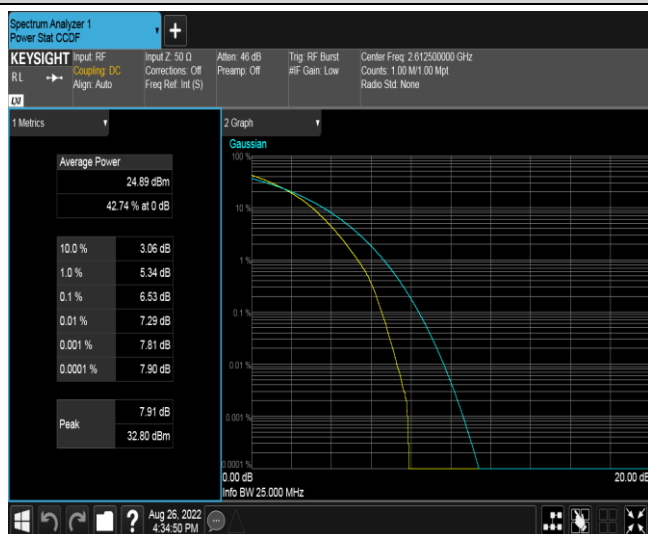 Spectrum Analyzer 1
Power Stat CCDF
KEYSIGHT
RL
LXI
Input: RF
Coupling: DC
Align: Auto
Input Z: 50 Ω
Corrections: Off
Freq Ref: Int (S)
Atten: 46 dB
Preamp: Off
Trig: RF Burst
#IF Gain: Low
Center Freq: 2.612500000 GHz
Counts: 1.00 M/1.00 Mpt
Radio Std: None
1 Metrics
Average Power
24.89 dBm
42.74 % at 0 dB
10.0 % 3.06 dB
1.0 % 5.34 dB
0.1 % 6.53 dB
0.01 % 7.29 dB
0.001 % 7.81 dB
0.0001 % 7.90 dB
Peak
7.91 dB
32.80 dBm
2 Graph
Gaussian
100 %
10 %
1 %
0.1 %
0.01 %
0.001 %
0.0001 %
0.00 dB
20.00 dB
Info BW 25.000 MHz
?
Aug 26, 2022
4:34:50 PM